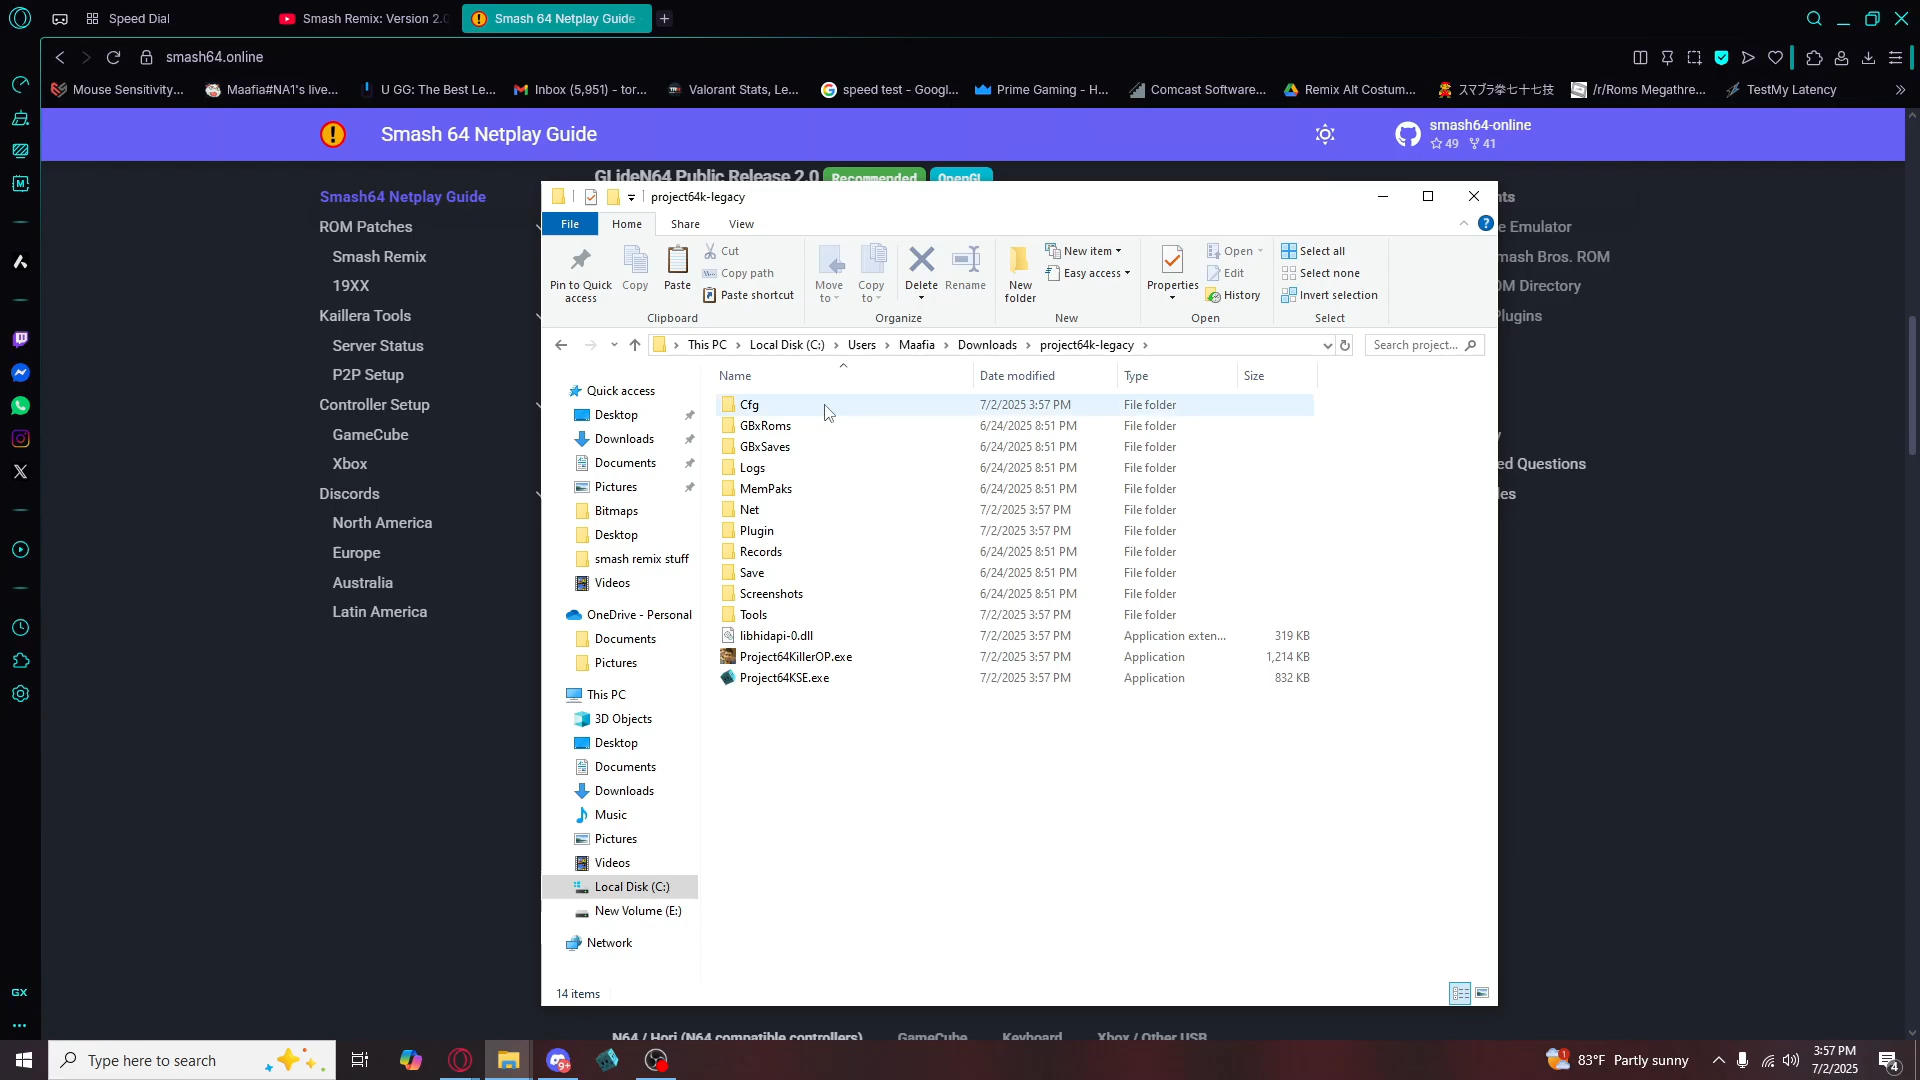 Speed Dial
Smash Remix: Version 2.0
Smash 64 Netplay Guide
smash64.online
Mouse Sensitivity...
Maafia#NA1's live...
U GG: The Best Le...
Inbox (5,951) - tor...
Valorant Stats, Le...
speed test - Googl...
Prime Gaming - H...
Comcast Software...
Remix Alt Costum...
スマブラ拳七十七技
/r/Roms Megathre...
TestMy Latency
Smash 64 Netplay Guide
smash64-online
49 41
GLideN64 Public Release 2.0 Recommended OpenGL
Smash64 Netplay Guide
ROM Patches
Smash Remix
19XX
Kaillera Tools
Server Status
P2P Setup
Controller Setup
GameCube
Xbox
Discords
North America
Europe
Australia
Latin America
project64k-legacy
File Home Share View
Pin to Quick access
Copy
Paste
Cut
Copy path
Paste shortcut
Clipboard
Move to
Copy to
Delete
Rename
Organize
New folder
New item
Easy access
New
Properties
Open
Edit
History
Open
Select all
Select none
Invert selection
Select
This PC > Local Disk (C:) > Users > Maafia > Downloads > project64k-legacy >
Search project...
Quick access
Desktop
Downloads
Documents
Pictures
Bitmaps
Desktop
smash remix stuff
Videos
OneDrive - Personal
Documents
Pictures
This PC
3D Objects
Desktop
Documents
Downloads
Music
Pictures
Videos
Local Disk (C:)
New Volume (E:)
Network
Name Date modified Type Size
Cfg 7/2/2025 3:57 PM File folder
GBxRoms 6/24/2025 8:51 PM File folder
GBxSaves 6/24/2025 8:51 PM File folder
Logs 6/24/2025 8:51 PM File folder
MemPaks 6/24/2025 8:51 PM File folder
Net 7/2/2025 3:57 PM File folder
Plugin 7/2/2025 3:57 PM File folder
Records 6/24/2025 8:51 PM File folder
Save 6/24/2025 8:51 PM File folder
Screenshots 6/24/2025 8:51 PM File folder
Tools 7/2/2025 3:57 PM File folder
libhidapi-0.dll 7/2/2025 3:57 PM Application exten... 319 KB
Project64KillerOP.exe 7/2/2025 3:57 PM Application 1,214 KB
Project64KSE.exe 7/2/2025 3:57 PM Application 832 KB
14 items
nts
e Emulator
mash Bros. ROM
OM Directory
Plugins
ed Questions
les
N64 / Hori (N64 compatible controllers) GameCube Keyboard Xbox / Other USB
GX
Type here to search
9+
83°F Partly sunny
3:57 PM
7/2/2025
4